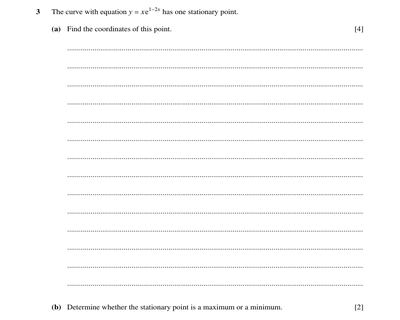 3 The curve with equation y = xe^{1−2x} has one stationary point.
(a) Find the coordinates of this point. [4]
(b) Determine whether the stationary point is a maximum or a minimum. [2]